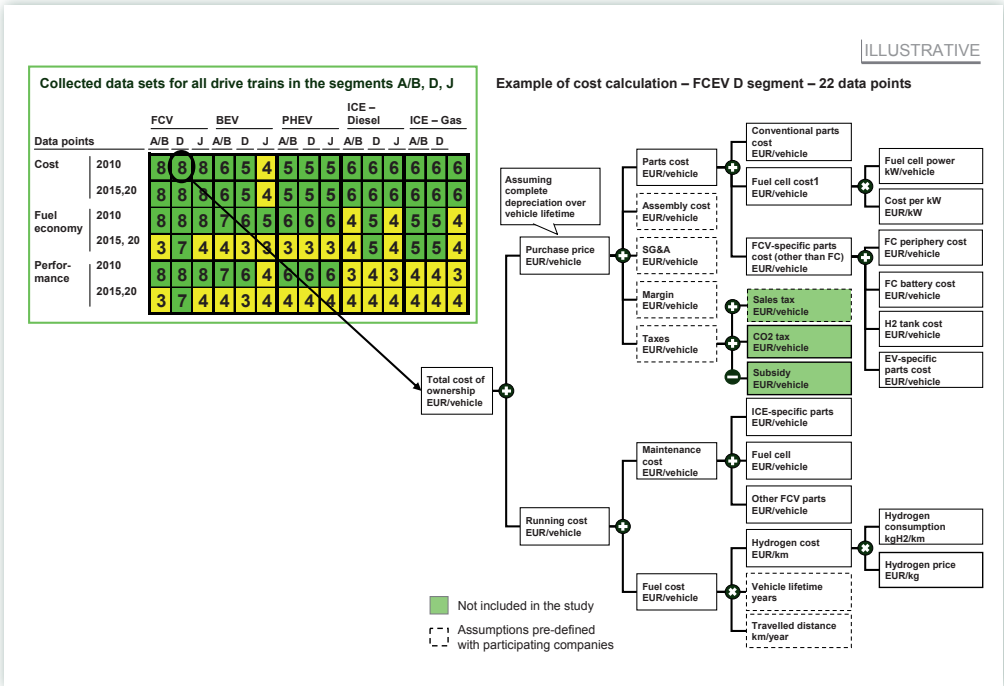 ILLUSTRATIVE
Collected data sets for all drive trains in the segments A/B, D, J
FCV BEV PHEV ICE – Diesel ICE – Gas
Data points A/B D J A/B D J A/B D J A/B D J A/B D
Cost 2010 8 8 8 6 5 4 5 5 5 6 6 6 6 6 6
2015,20 8 8 8 6 5 4 5 5 5 6 6 6 6 6 6
Fuel economy 2010 8 8 8 7 6 5 6 6 6 4 5 4 5 5 4
2015, 20 3 7 4 4 3 3 3 3 3 4 5 4 5 5 4
Perfor-
mance 2010 8 8 8 7 6 4 6 6 6 3 4 3 4 4 3
2015,20 3 7 4 4 3 4 4 4 4 4 4 4 4 4 4
Example of cost calculation – FCEV D segment – 22 data points
Assuming
complete
depreciation over
vehicle lifetime
Total cost of
ownership
EUR/vehicle
Purchase price
EUR/vehicle
Parts cost
EUR/vehicle
Assembly cost
EUR/vehicle
SG&A
EUR/vehicle
Margin
EUR/vehicle
Taxes
EUR/vehicle
Conventional parts
cost
EUR/vehicle
Fuel cell cost1
EUR/vehicle
FCV-specific parts
cost (other than FC)
EUR/vehicle
Sales tax
EUR/vehicle
CO2 tax
EUR/vehicle
Subsidy
EUR/vehicle
Fuel cell power
kW/vehicle
Cost per kW
EUR/kW
FC periphery cost
EUR/vehicle
FC battery cost
EUR/vehicle
H2 tank cost
EUR/vehicle
EV-specific
parts cost
EUR/vehicle
Running cost
EUR/vehicle
Maintenance
cost
EUR/vehicle
ICE-specific parts
EUR/vehicle
Fuel cell
EUR/vehicle
Other FCV parts
EUR/vehicle
Fuel cost
EUR/vehicle
Hydrogen cost
EUR/km
Vehicle lifetime
years
Travelled distance
km/year
Hydrogen
consumption
kgH2/km
Hydrogen price
EUR/kg
Not included in the study
Assumptions pre-defined
with participating companies